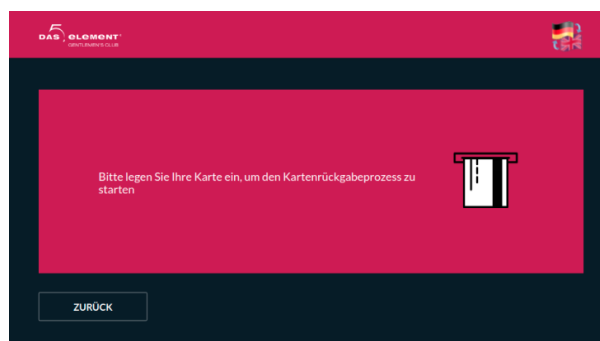 DAS 5. element
GENTLEMEN'S CLUB
Bitte legen Sie Ihre Karte ein, um den Kartenrückgabeprozess zu
starten
ZURÜCK